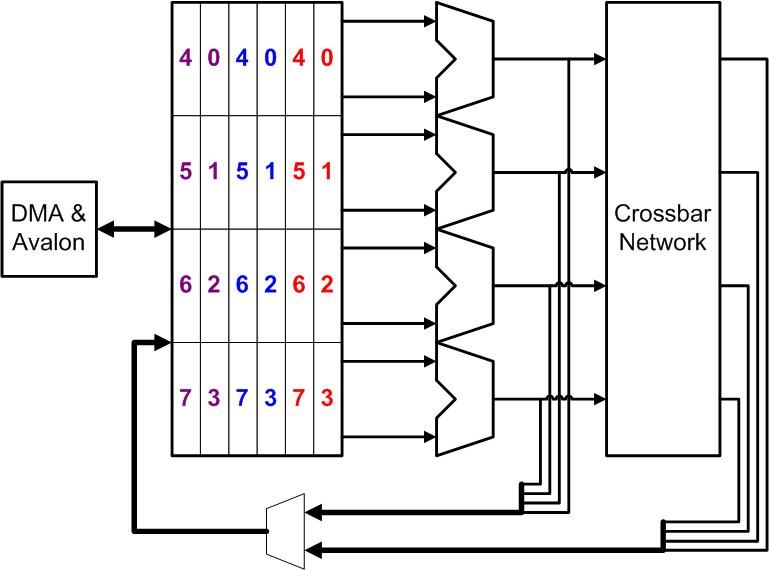 4 0 4 0 4 0
5 1 5 1 5 1
DMA &
Avalon
Crossbar
Network
6 2 6 2 6 2
7 3 7 3 7 3